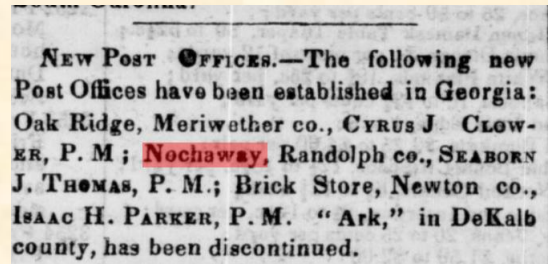 NEW POST OFFICES.—The following new
Post Offices have been established in Georgia:
Oak Ridge, Meriwether co., CYRUS J CLOW-
ER, P. M ; Nochaway, Randolph co., SEABORN
J. THOMAS, P. M.; Brick Store, Newton co.,
ISAAC H. PARKER, P. M. "Ark," in DeKalb
county, has been discontinued.